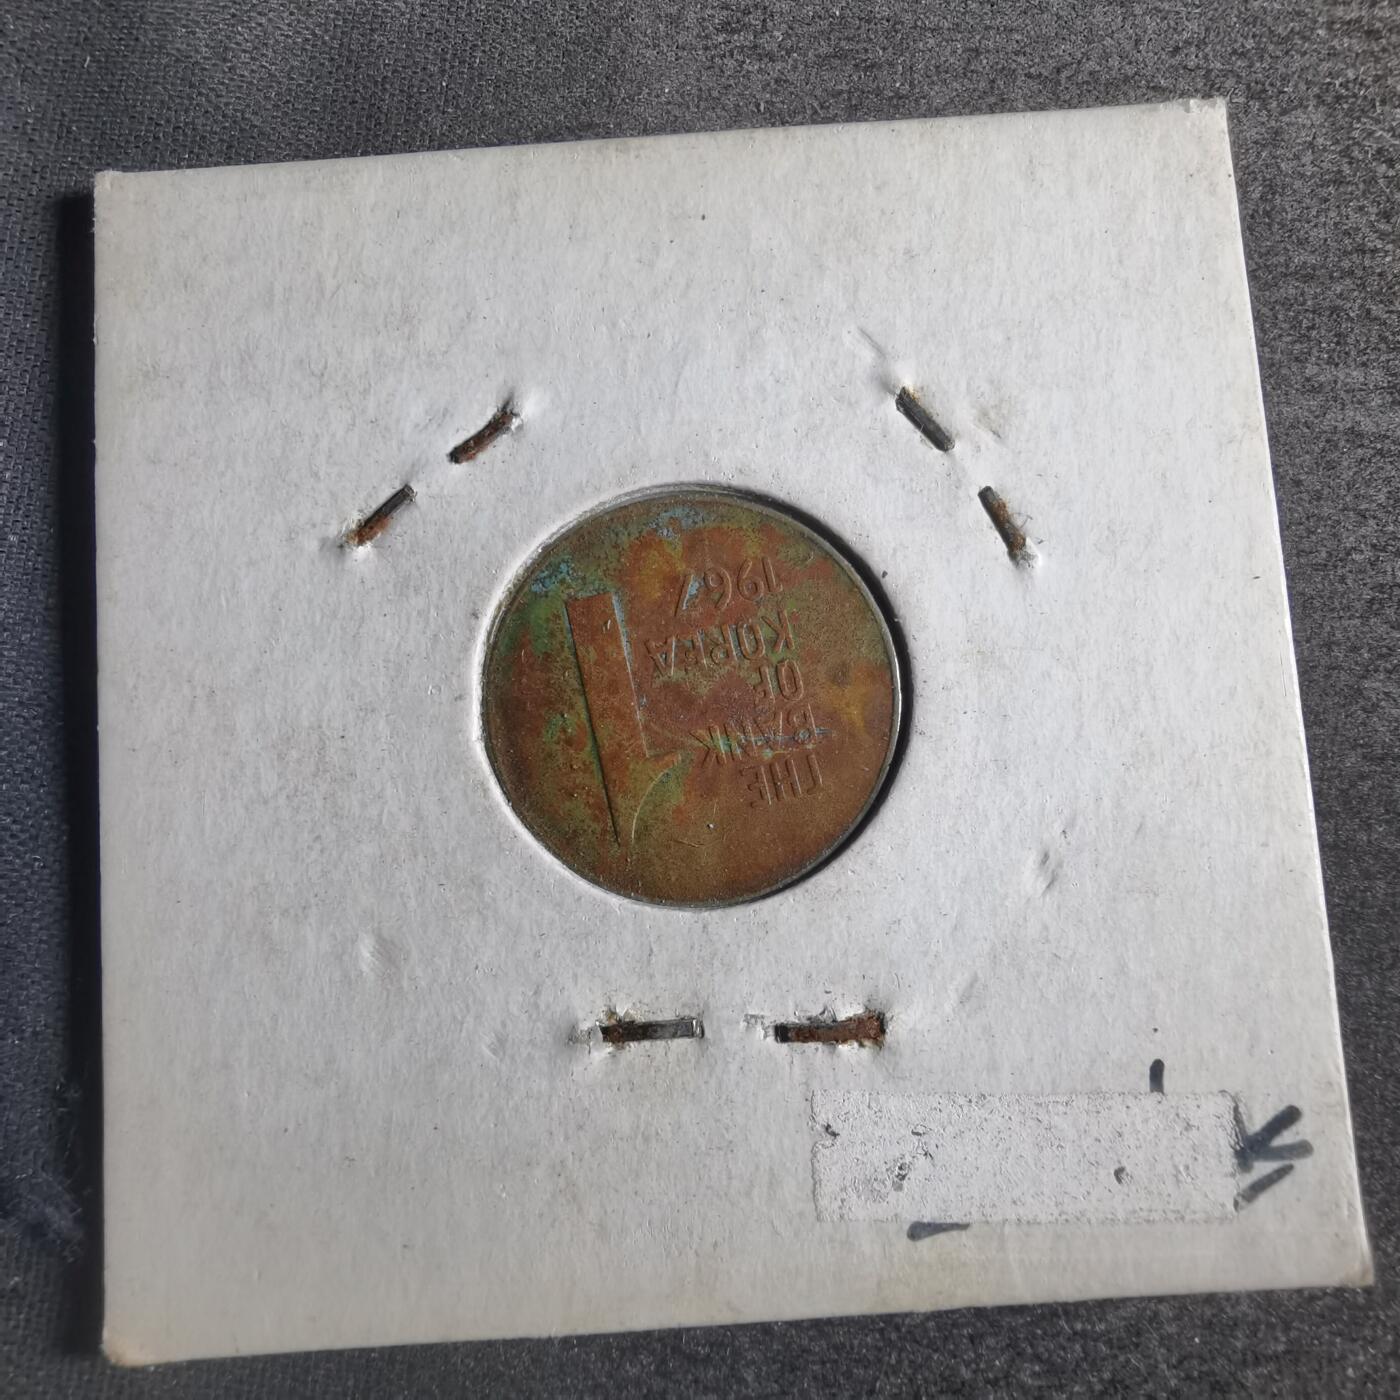 THE
BANK
OF
KOREA
1967
1